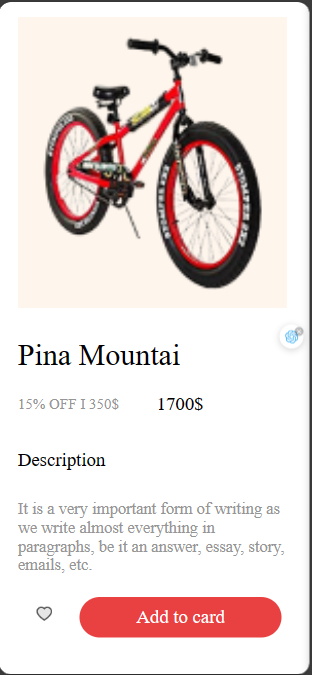 Pina Mountai
15% OFF I 350$ 1700$
Description
It is a very important form of writing as
we write almost everything in
paragraphs, be it an answer, essay, story,
emails, etc.
Add to card